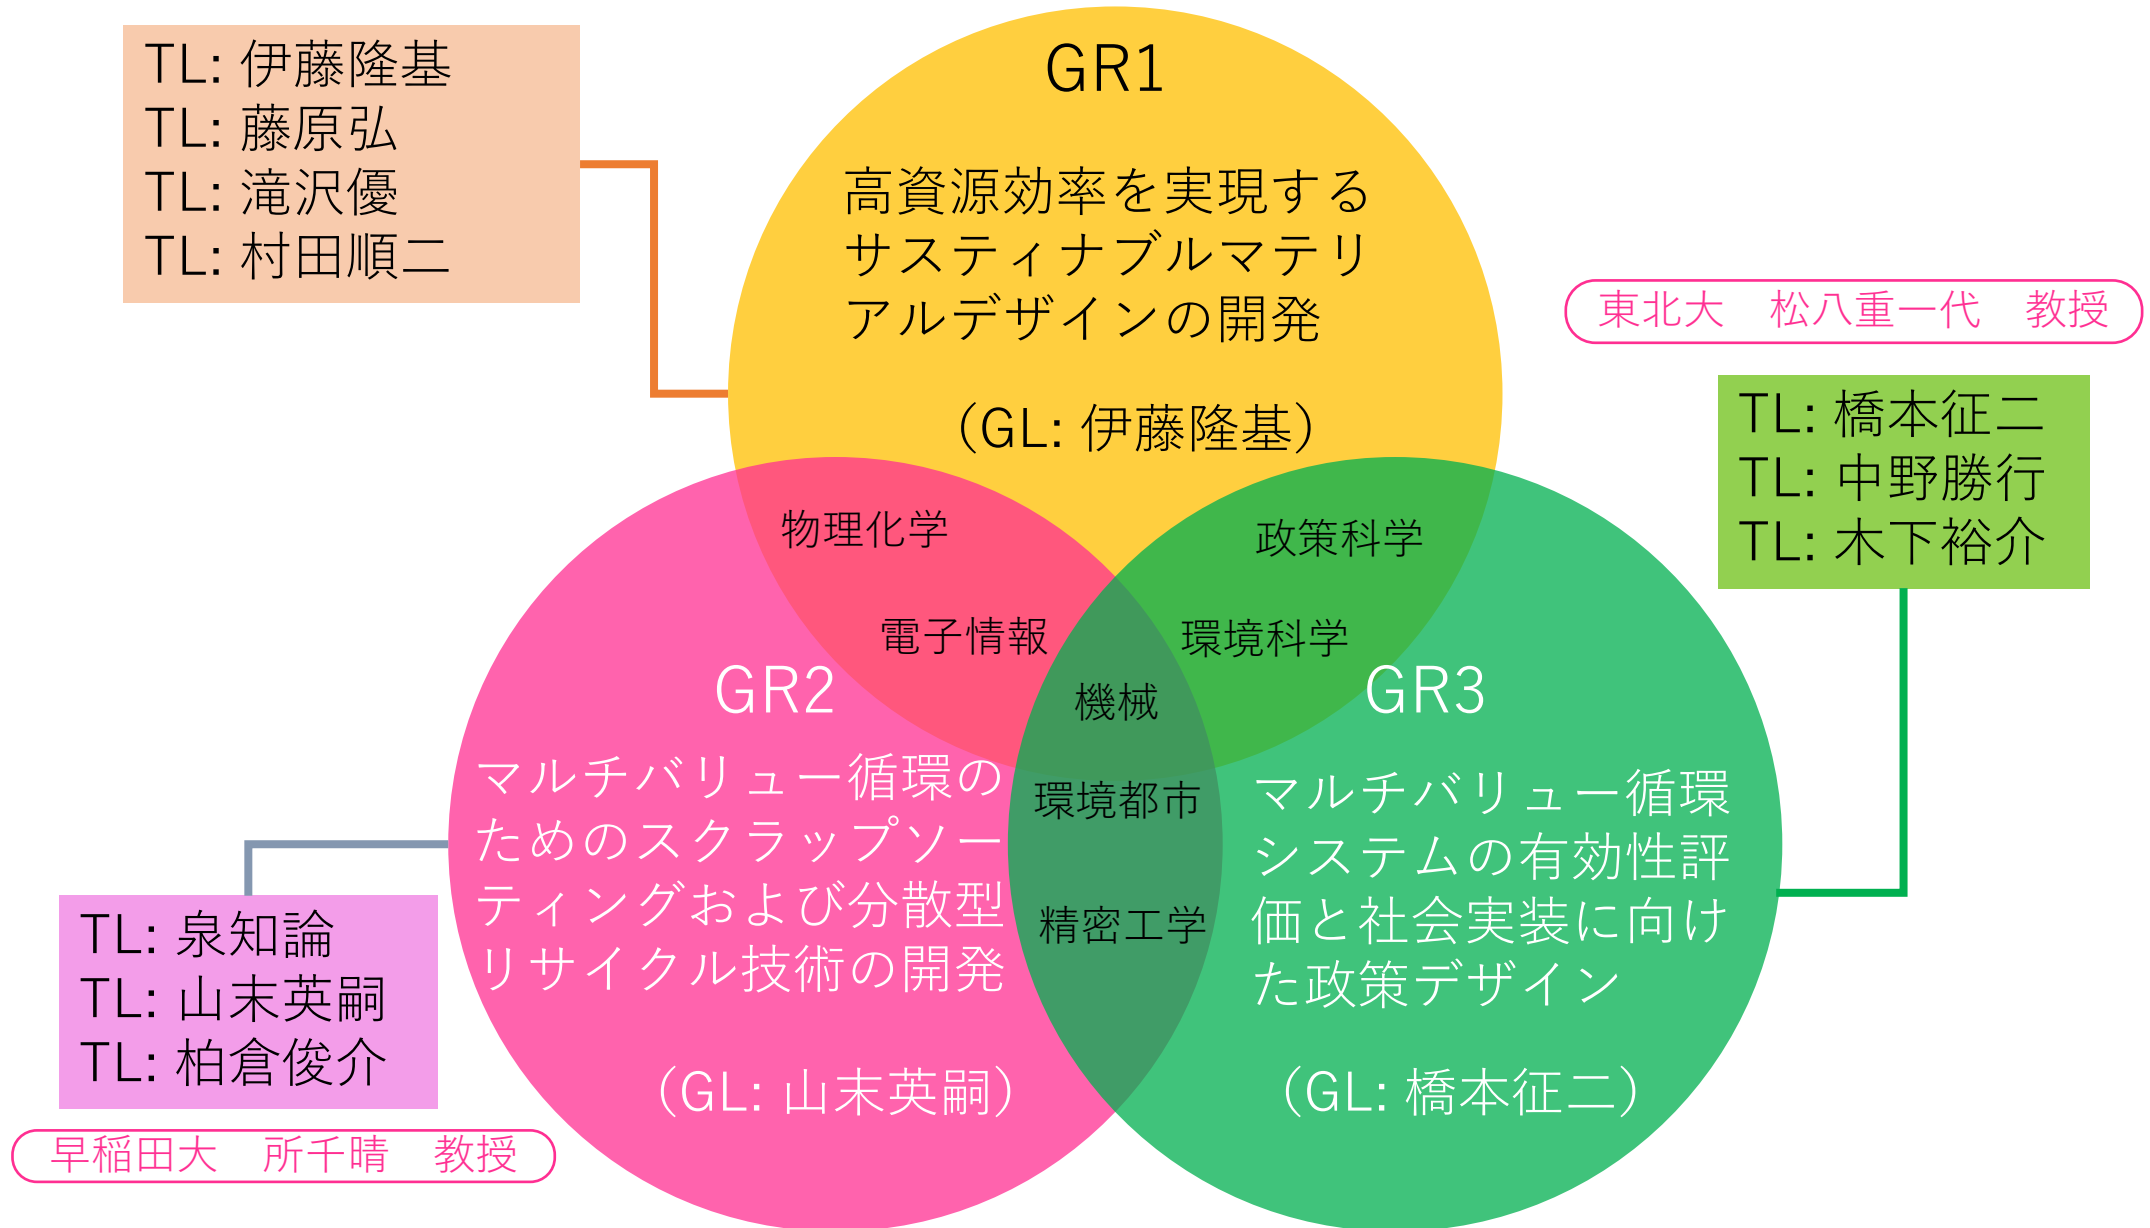 TL: 伊藤隆基
TL: 藤原弘
TL: 滝沢優
TL: 村田順二
GR1
高資源効率を実現する
サスティナブルマテリ
アルデザインの開発
（GL: 伊藤隆基）
東北大　松八重一代　教授
TL: 橋本征二
TL: 中野勝行
TL: 木下裕介
物理化学
電子情報
政策科学
環境科学
機械
環境都市
精密工学
GR2
マルチバリュー循環の
ためのスクラップソー
ティングおよび分散型
リサイクル技術の開発
（GL: 山末英嗣）
GR3
マルチバリュー循環
システムの有効性評
価と社会実装に向け
た政策デザイン
（GL: 橋本征二）
TL: 泉知論
TL: 山末英嗣
TL: 柏倉俊介
早稲田大　所千晴　教授